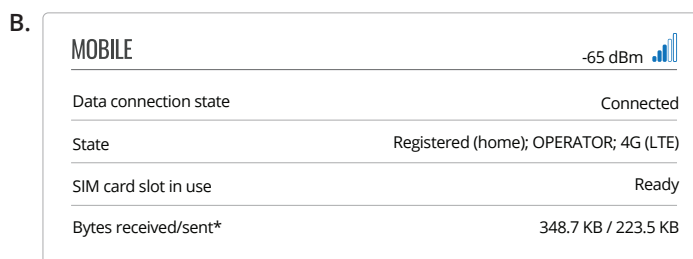 B.
MOBILE -65 dBm
Data connection state Connected
State Registered (home); OPERATOR; 4G (LTE)
SIM card slot in use Ready
Bytes received/sent* 348.7 KB / 223.5 KB